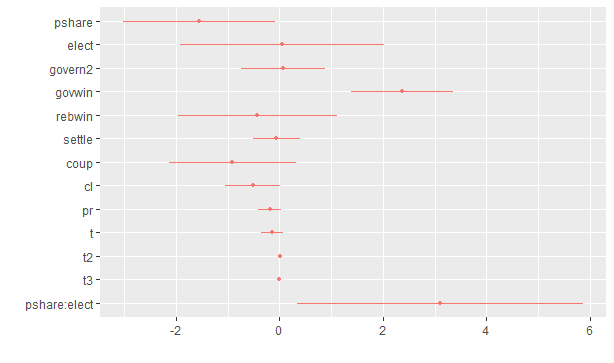 pshare
elect
govern2
govwin
rebwin
settle
coup
cl
pr
t
t2
t3
pshare:elect
-2 0 2 4 6